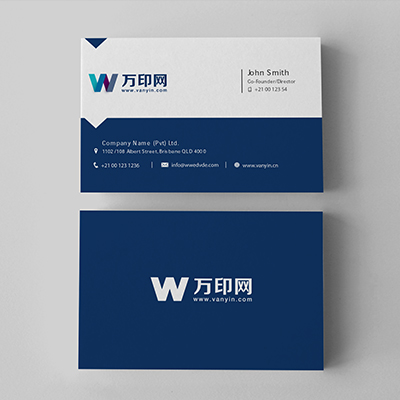 万印网
www.vanyin.com
John Smith
Co-Founder/Director
+21 00 123 54
Company Name (Pvt) Ltd.
1102 /108 Albert Street, Brisbane QLD 4000
+21 00 123 1236
info@wwedvde.com
www.vanyin.cn
W 万印网
www.vanyin.com